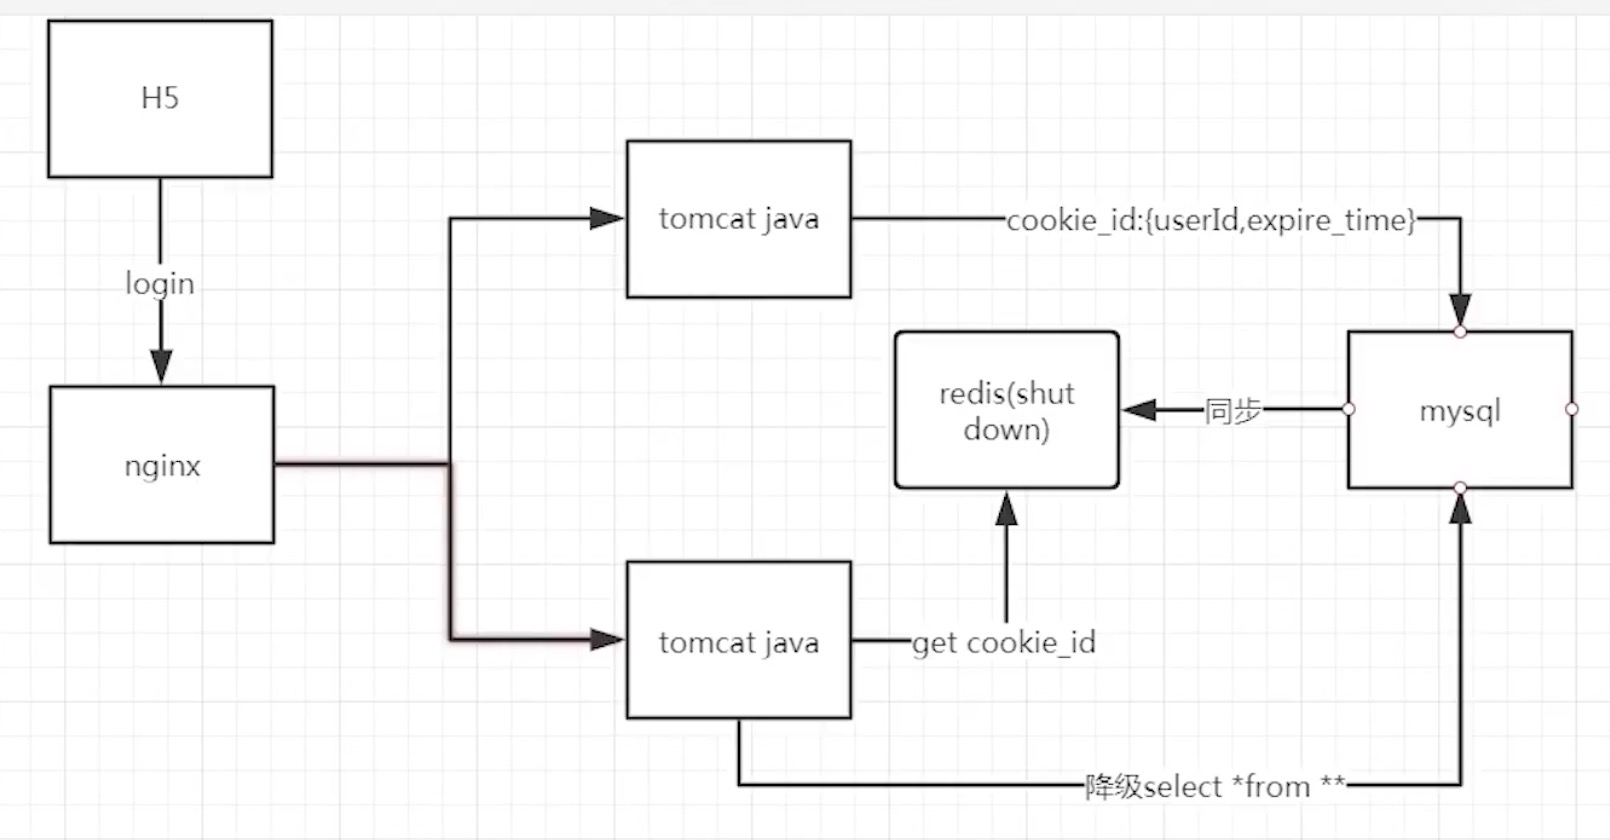 H5
login
nginx
tomcat java
cookie_id:{userId,expire_time}
redis(shut
down)
同步
mysql
tomcat java
get cookie_id
降级select *from **